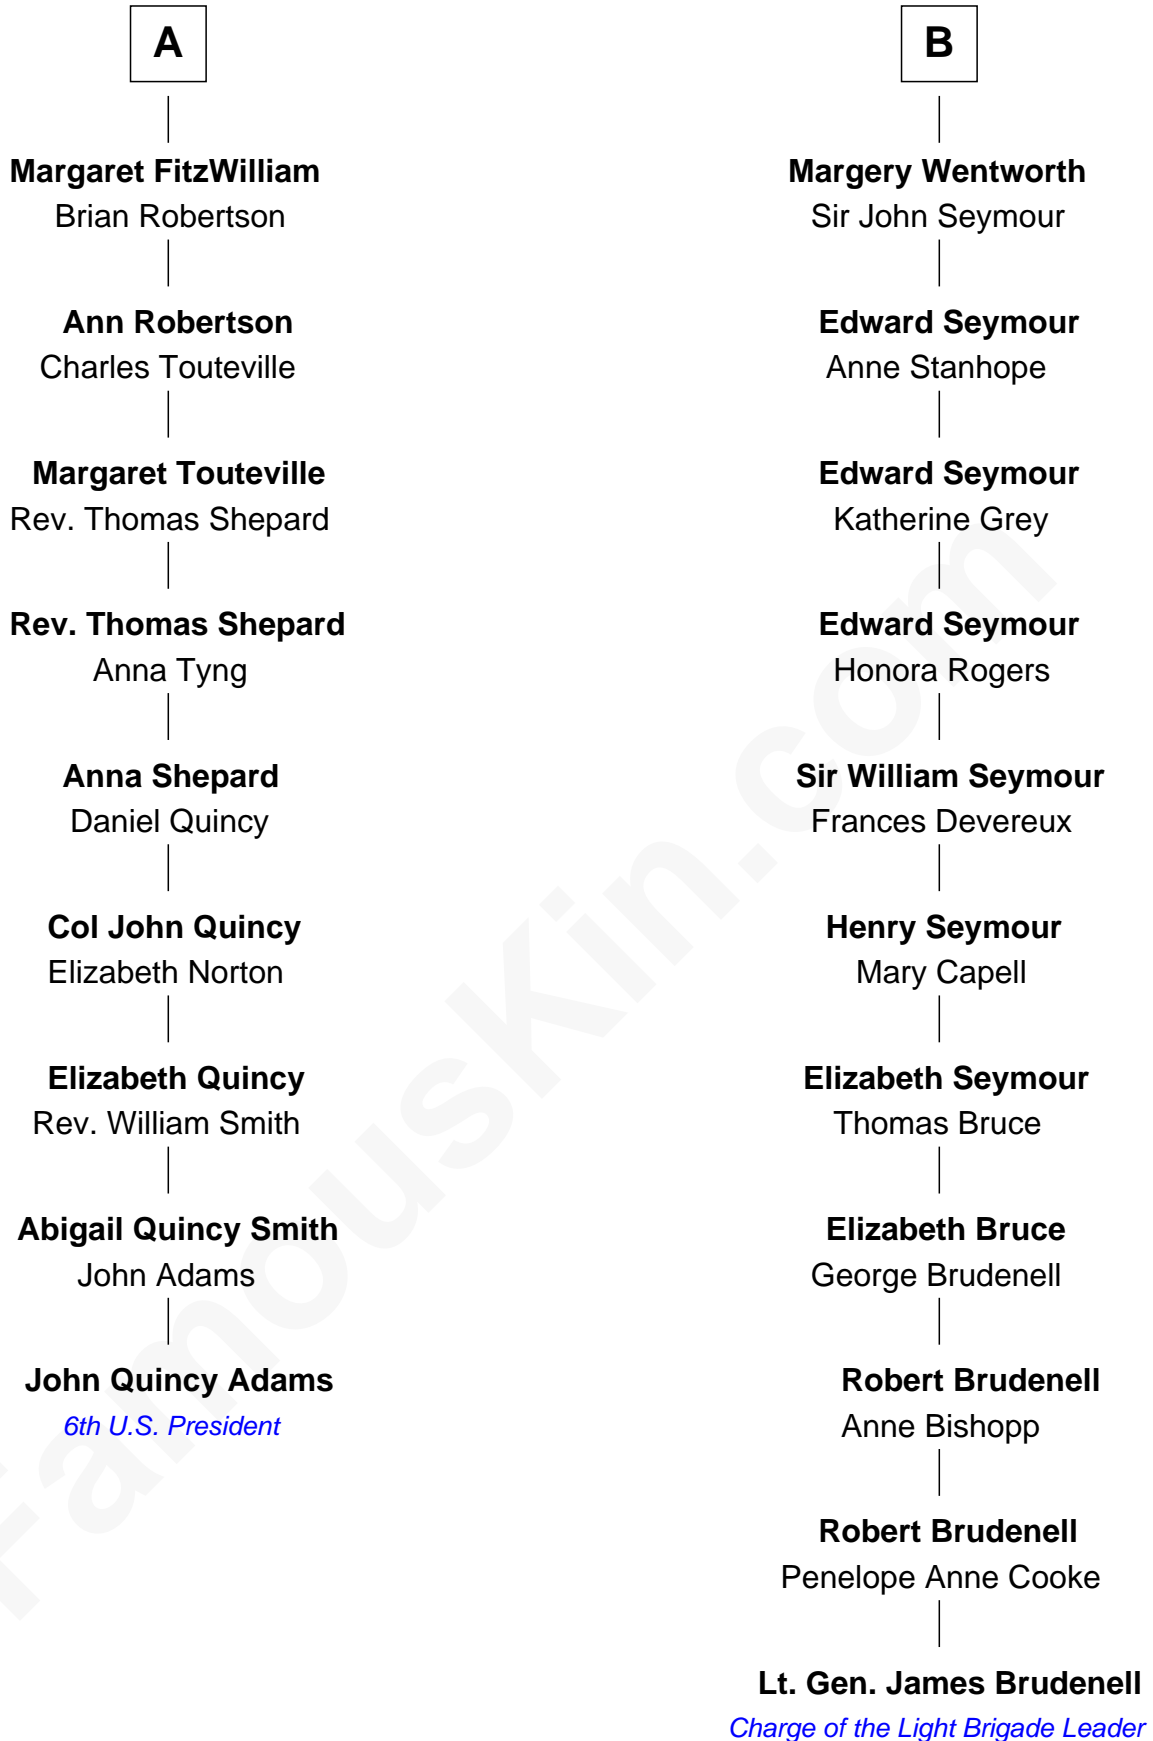 A
Margaret FitzWilliam
Brian Robertson
Ann Robertson
Charles Touteville
Margaret Touteville
Rev. Thomas Shepard
Rev. Thomas Shepard
Anna Tyng
Anna Shepard
Daniel Quincy
Col John Quincy
Elizabeth Norton
Elizabeth Quincy
Rev. William Smith
Abigail Quincy Smith
John Adams
John Quincy Adams
6th U.S. President
B
Margery Wentworth
Sir John Seymour
Edward Seymour
Anne Stanhope
Edward Seymour
Katherine Grey
Edward Seymour
Honora Rogers
Sir William Seymour
Frances Devereux
Henry Seymour
Mary Capell
Elizabeth Seymour
Thomas Bruce
Elizabeth Bruce
George Brudenell
Robert Brudenell
Anne Bishopp
Robert Brudenell
Penelope Anne Cooke
Lt. Gen. James Brudenell
Charge of the Light Brigade Leader
FamousKin.com